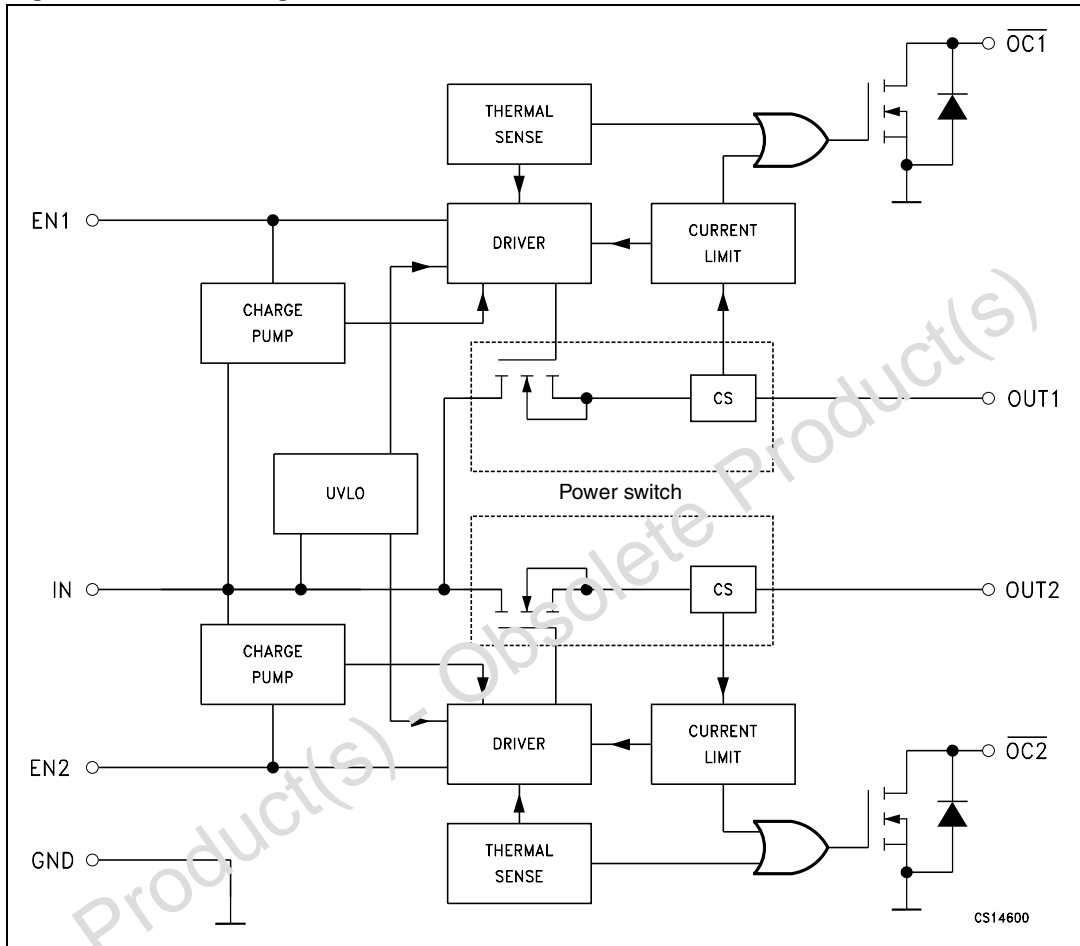 OC1
THERMAL
SENSE
EN1
DRIVER
CURRENT
LIMIT
CHARGE
PUMP
CS
OUT1
UVLO
Power switch
IN
CS
OUT2
CHARGE
PUMP
DRIVER
CURRENT
LIMIT
OC2
EN2
GND
THERMAL
SENSE
CS14600
Product(s) - Obsolete Product(s)